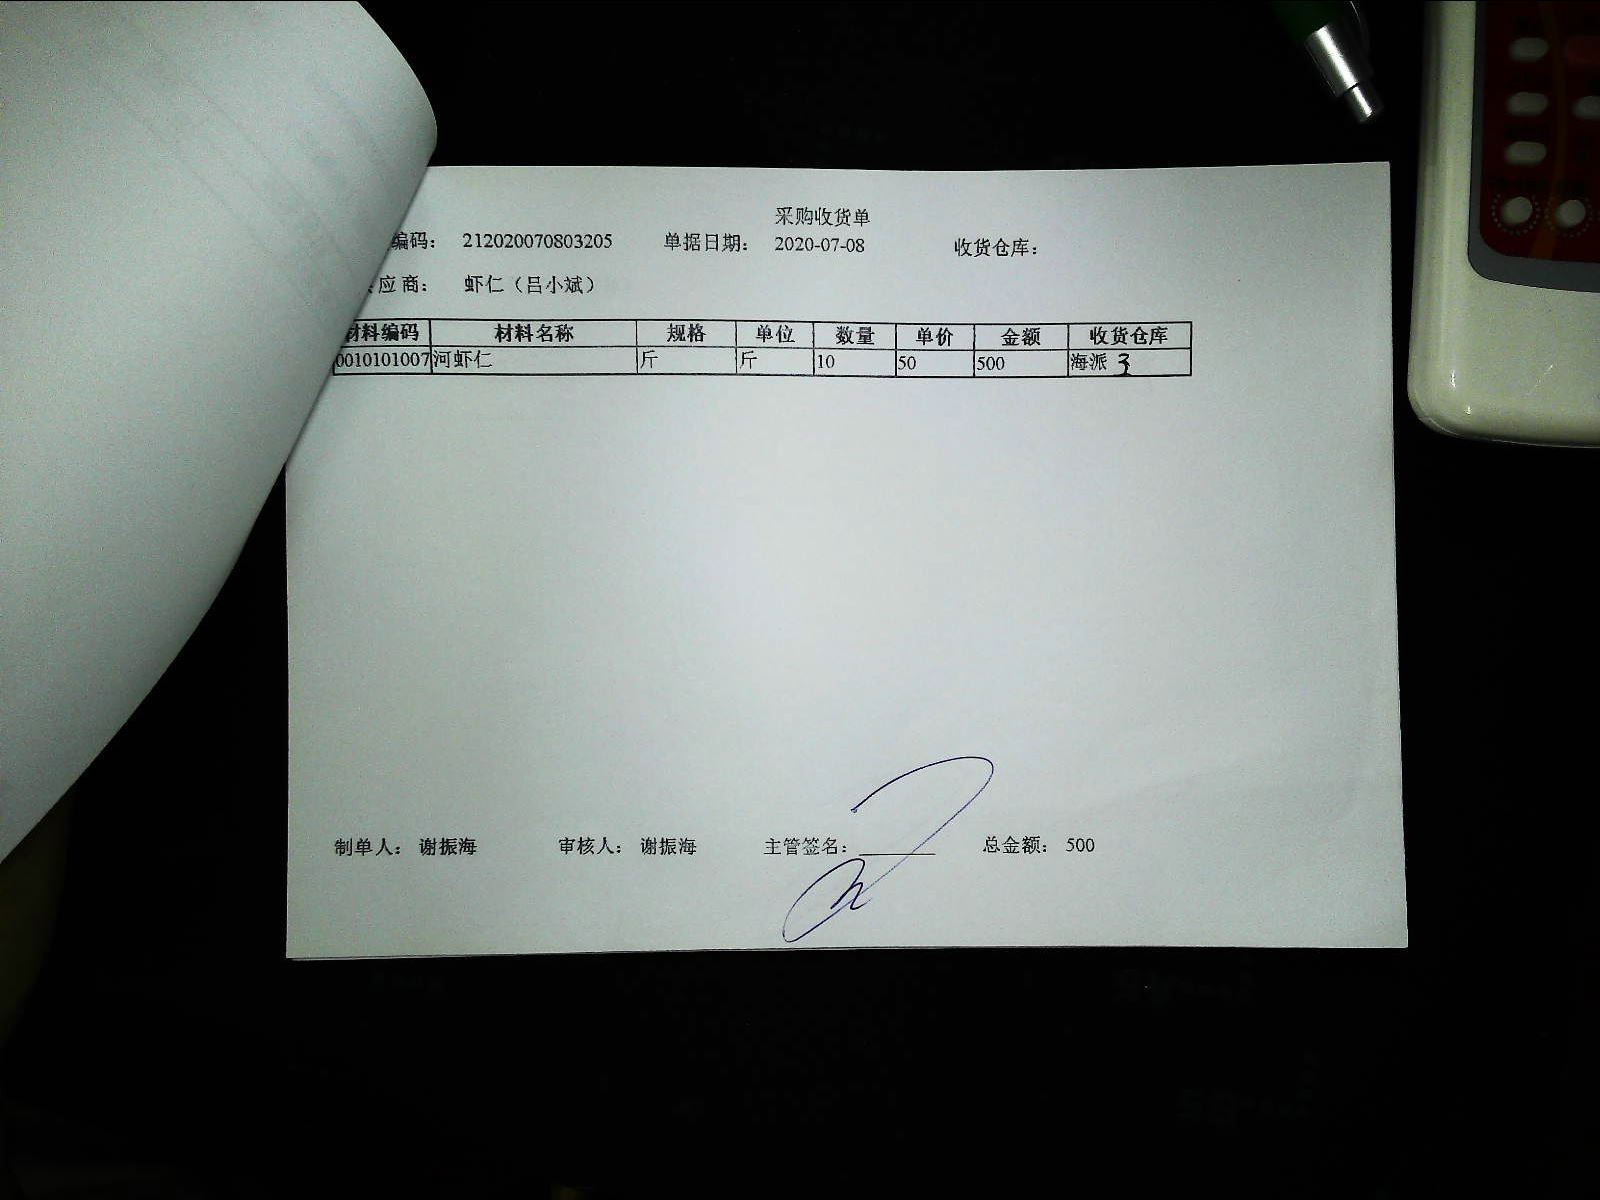 采购收货单
编码： 212020070803205 单据日期： 2020-07-08 收货仓库：
应商： 虾仁（吕小斌）
材料编码 材料名称 规格 单位 数量 单价 金额 收货仓库
0010101007 河虾仁 斤 斤 10 50 500 海派
制单人： 谢振海 审核人： 谢振海 主管签名： 总金额： 500